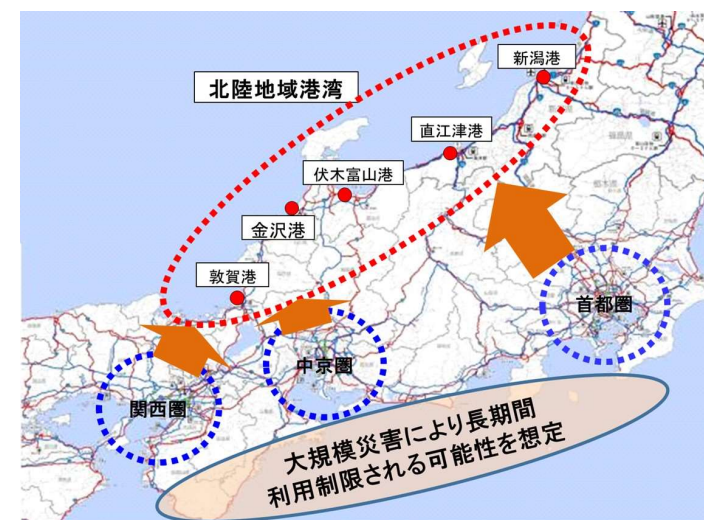 新潟港
北陸地域港湾
直江津港
伏木富山港
金沢港
敦賀港
首都圏
中京圏
関西圏
大規模災害により長期間
利用制限される可能性を想定